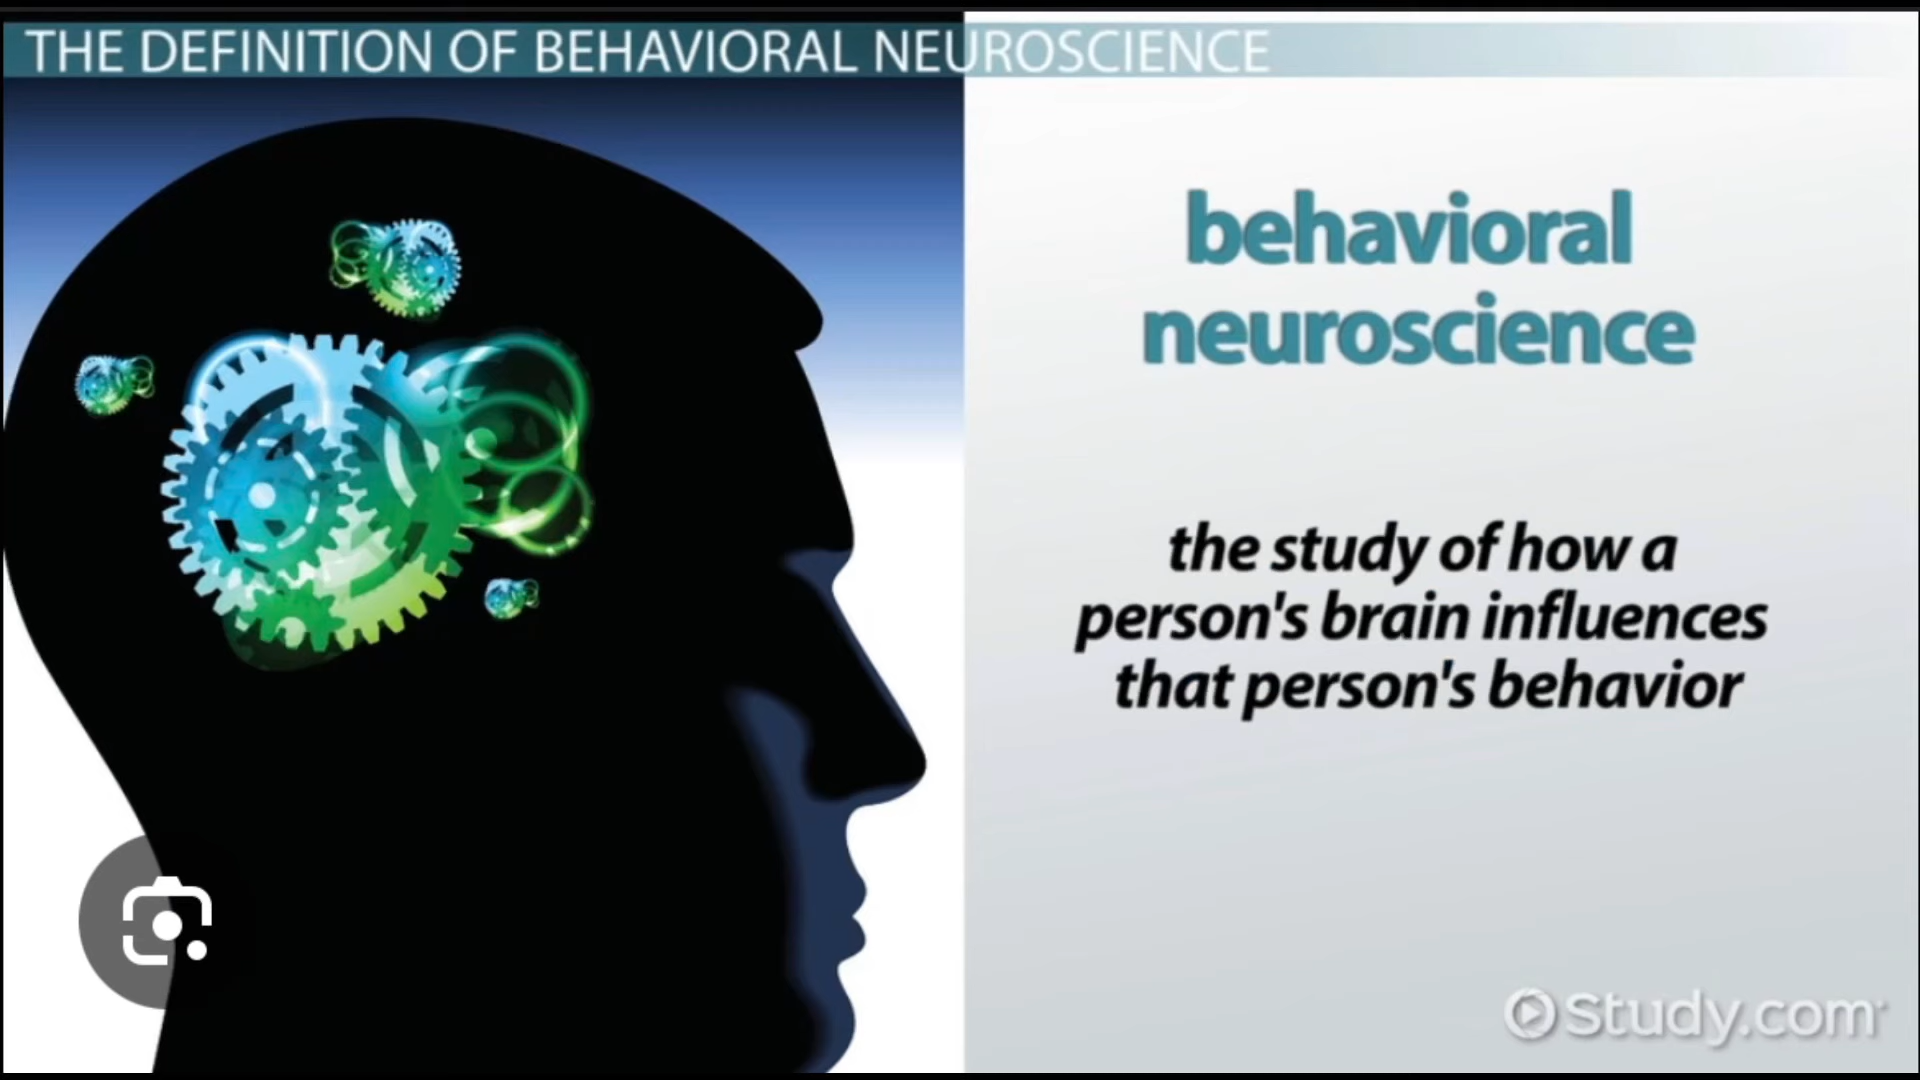 THE DEFINITION OF BEHAVIORAL NEUROSCIENCE
behavioral
neuroscience
the study of how a
person's brain influences
that person's behavior
Study.com